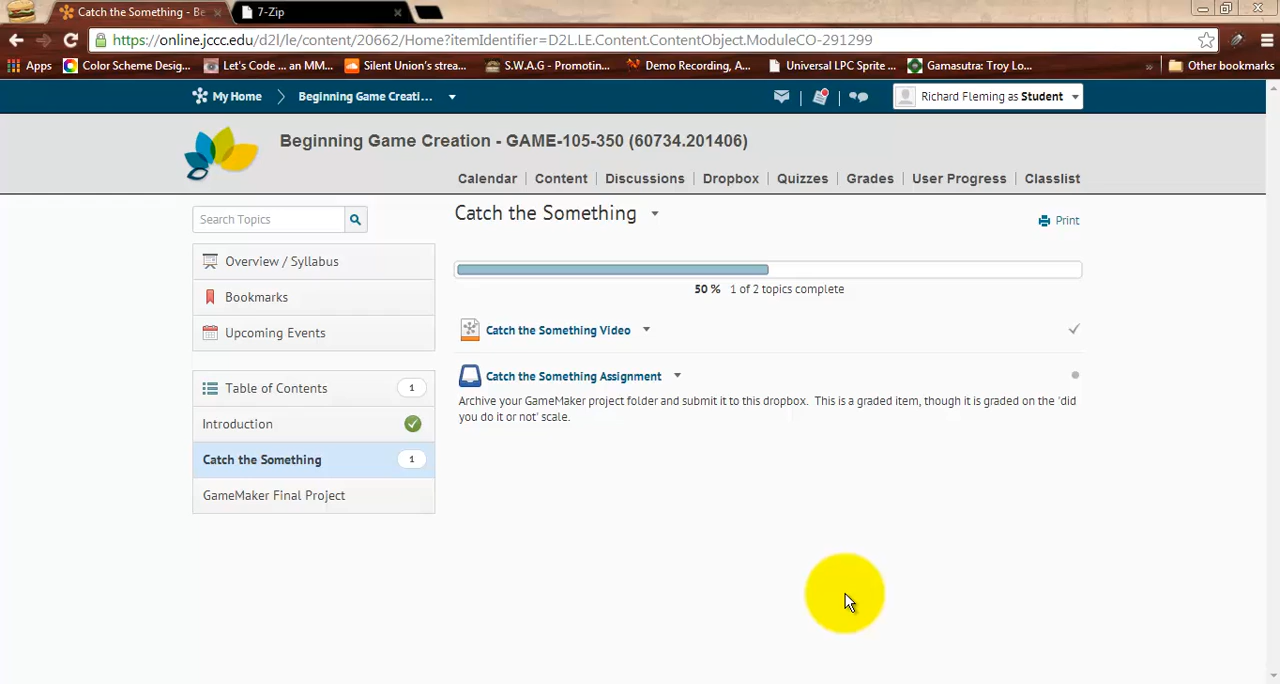 Catch the Something - Be
7-Zip
https://online.jccc.edu/d2l/le/content/20662/Home?itemIdentifier=D2L.LE.Content.ContentObject.ModuleCO-291299
Apps Color Scheme Desig... Let's Code ... an MM... Silent Union's strea... S.W.A.G - Promotin... Demo Recording, A... Universal LPC Sprite ... Gamasutra: Troy Lo... » Other bookmarks
My Home Beginning Game Creati... Richard Fleming as Student
Beginning Game Creation - GAME-105-350 (60734.201406)
Calendar Content Discussions Dropbox Quizzes Grades User Progress Classlist
Search Topics
Catch the Something
Print
Overview / Syllabus
Bookmarks
Upcoming Events
50 % 1 of 2 topics complete
Catch the Something Video
Catch the Something Assignment
Archive your GameMaker project folder and submit it to this dropbox. This is a graded item, though it is graded on the 'did
you do it or not' scale.
Table of Contents 1
Introduction
Catch the Something 1
GameMaker Final Project